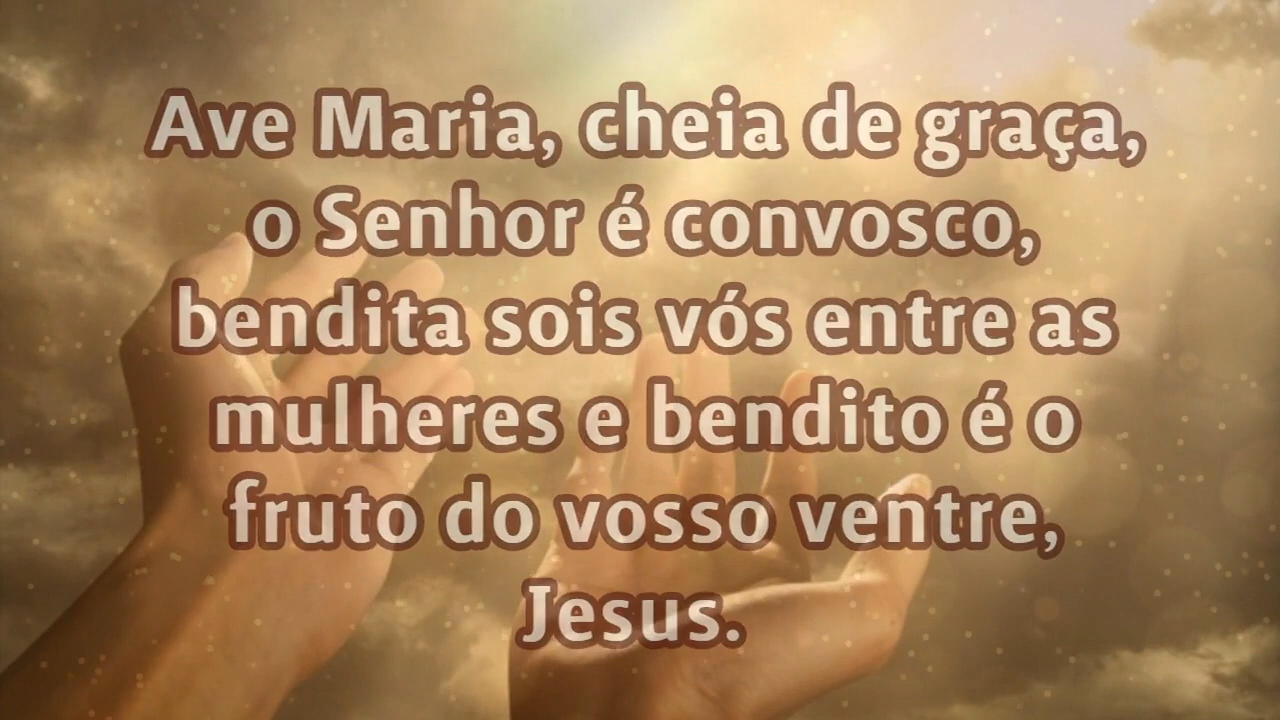 Ave Maria, cheia de graça,
o Senhor é convosco,
bendita sois vós entre as
mulheres e bendito é o
fruto do vosso ventre,
Jesus.